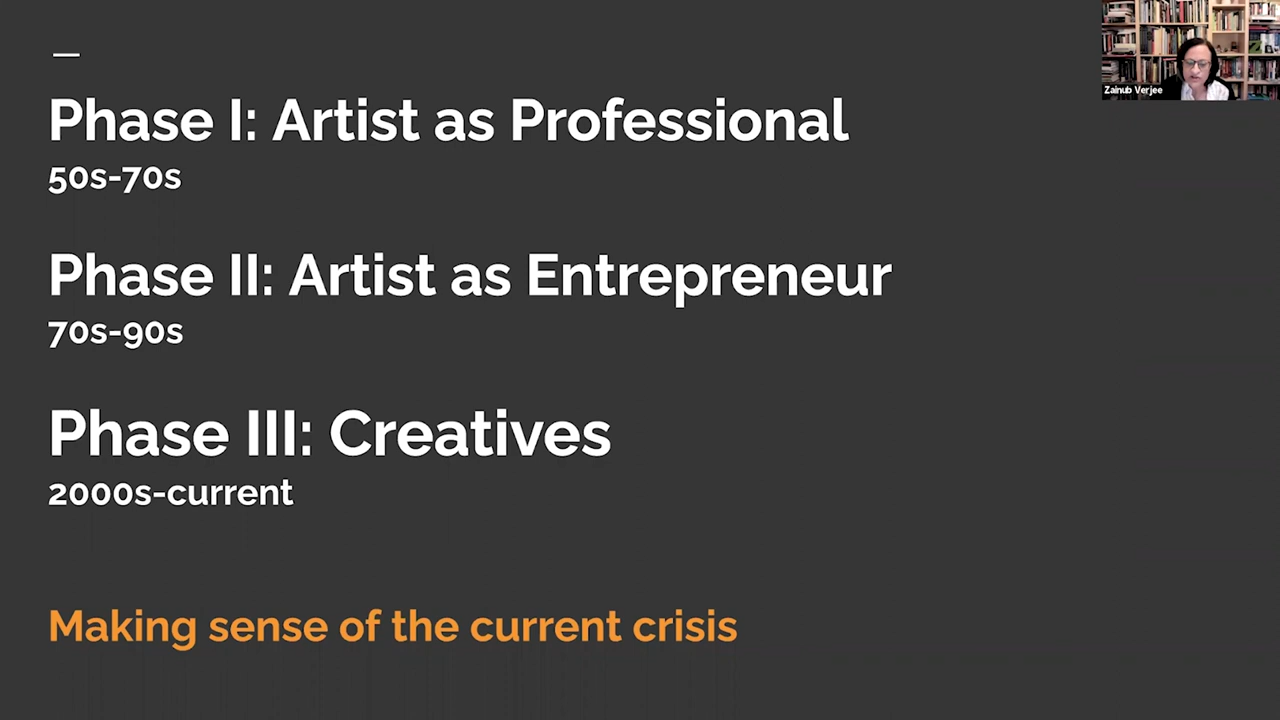 Zainub Verjee
Phase I: Artist as Professional
50s-70s
Phase II: Artist as Entrepreneur
70s-90s
Phase III: Creatives
2000s-current
Making sense of the current crisis